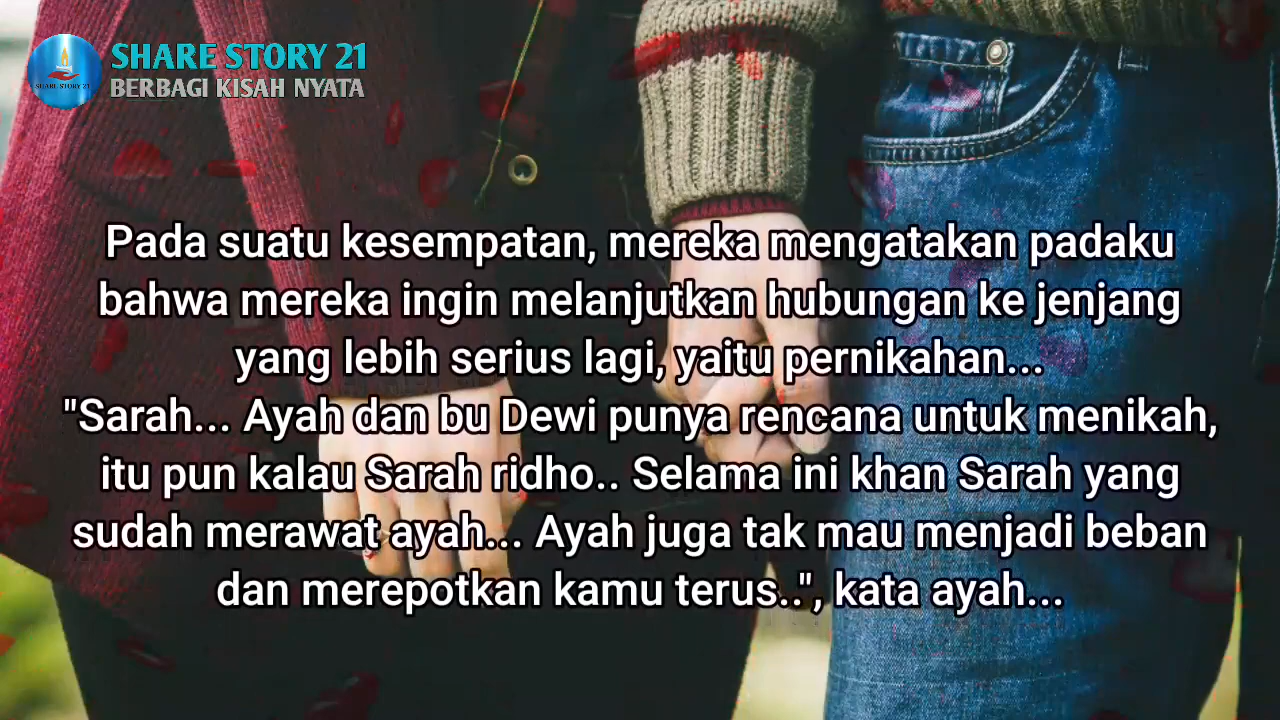 SHARE STORY 21
BERBAGI KISAH NYATA
SHARE STORY 21
Pada suatu kesempatan, mereka mengatakan padaku
bahwa mereka ingin melanjutkan hubungan ke jenjang
yang lebih serius lagi, yaitu pernikahan...
"Sarah... Ayah dan bu Dewi punya rencana untuk menikah,
itu pun kalau Sarah ridho.. Selama ini khan Sarah yang
sudah merawat ayah... Ayah juga tak mau menjadi beban
dan merepotkan kamu terus..", kata ayah...